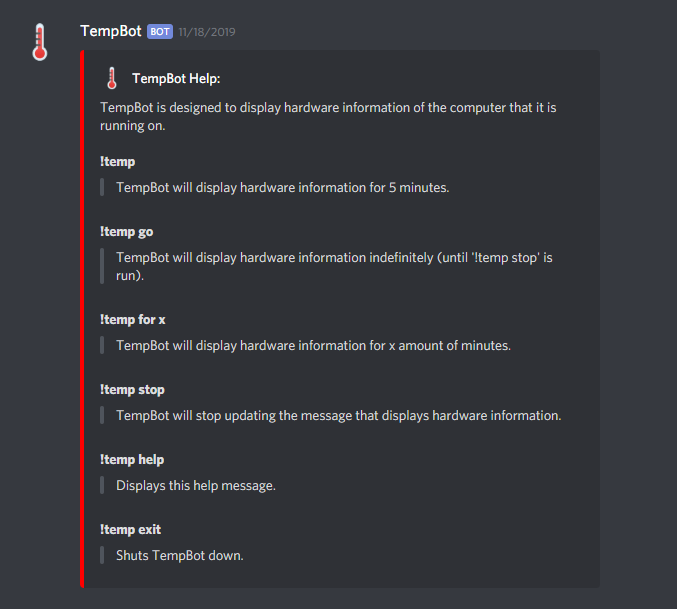 TempBot BOT 11/18/2019
TempBot Help:
TempBot is designed to display hardware information of the computer that it is
running on.
!temp
TempBot will display hardware information for 5 minutes.
!temp go
TempBot will display hardware information indefinitely (until '!temp stop' is
run).
!temp for x
TempBot will display hardware information for x amount of minutes.
!temp stop
TempBot will stop updating the message that displays hardware information.
!temp help
Displays this help message.
!temp exit
Shuts TempBot down.